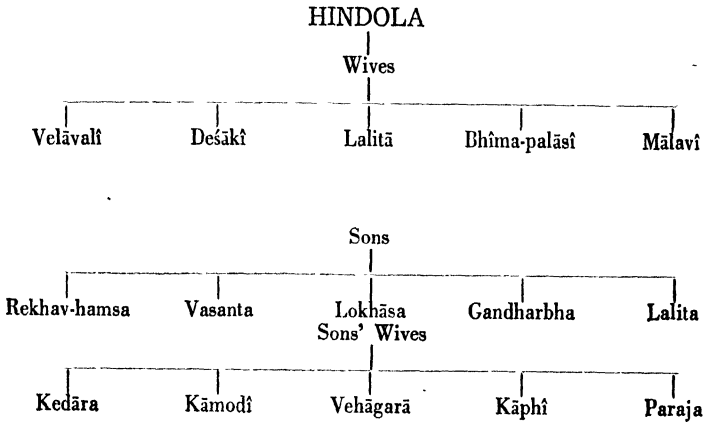 HINDOLA
Wives
Velāvalî Deśākî Lalitā Bhîma-palāsî Mālavî
Sons
Rekhav-hamsa Vasanta Lokhāsa Gandharbha Lalita
Sons' Wives
Kedāra Kāmodî Vehāgarā Kāphî Paraja